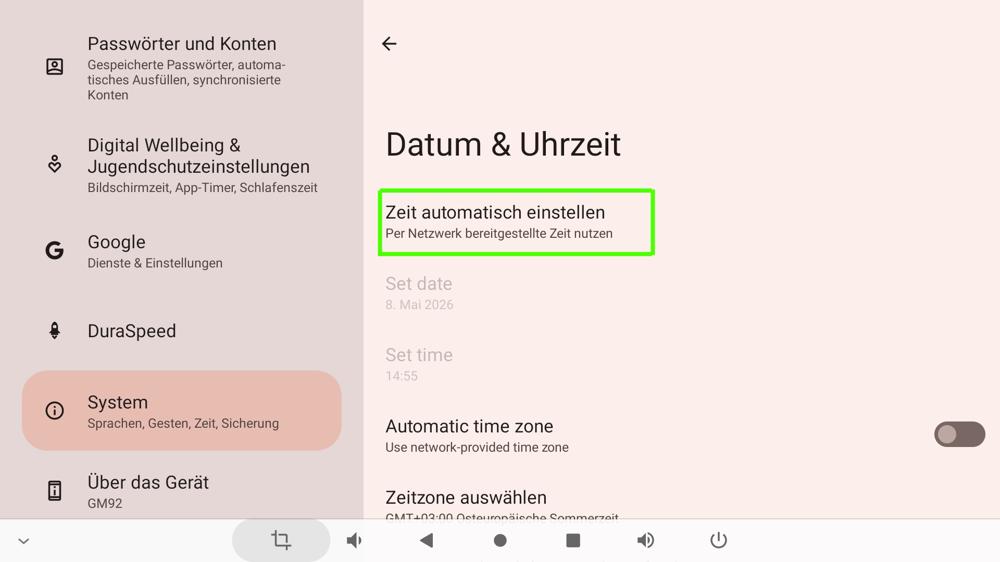 Passwörter und Konten
Gespeicherte Passwörter, automa-
tisches Ausfüllen, synchronisierte
Konten
Digital Wellbeing &
Jugendschutzeinstellungen
Bildschirmzeit, App-Timer, Schlafenszeit
Google
Dienste & Einstellungen
DuraSpeed
System
Sprachen, Gesten, Zeit, Sicherung
Über das Gerät
GM92
Datum & Uhrzeit
Zeit automatisch einstellen
Per Netzwerk bereitgestellte Zeit nutzen
Set date
8. Mai 2026
Set time
14:55
Automatic time zone
Use network-provided time zone
Zeitzone auswählen
GMT+03:00 Osteuropäische Sommerzeit